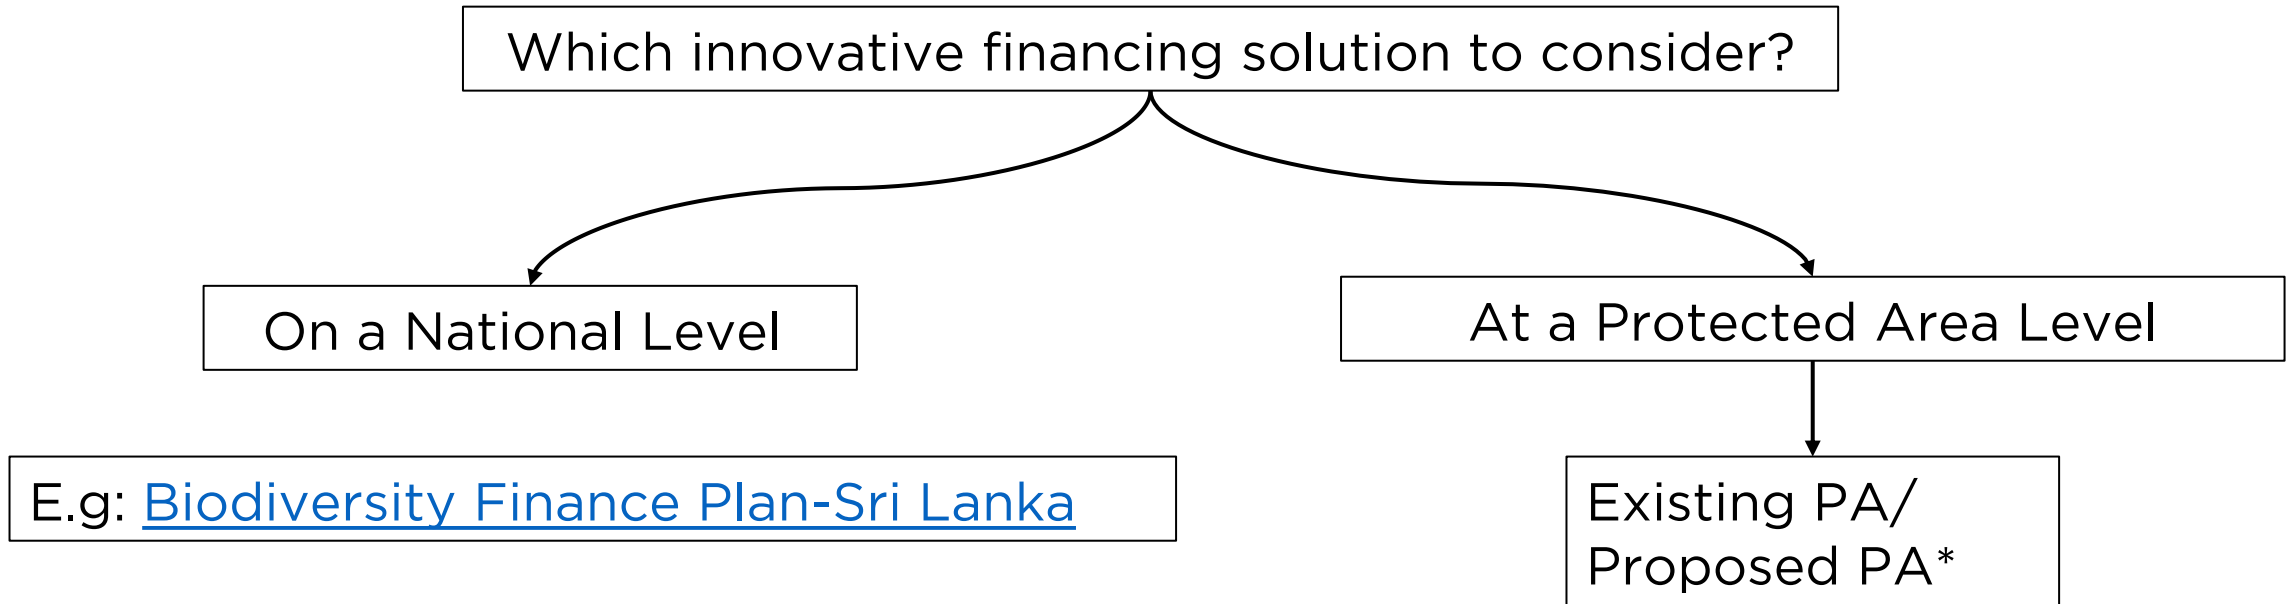 Which innovative financing solution to consider?
On a National Level
At a Protected Area Level
E.g: Biodiversity Finance Plan-Sri Lanka
Existing PA/
Proposed PA*